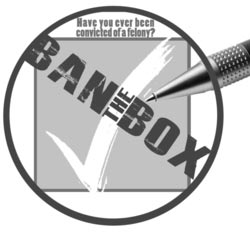 Have you ever been
convicted of a felony?
BAN
THE
BOX